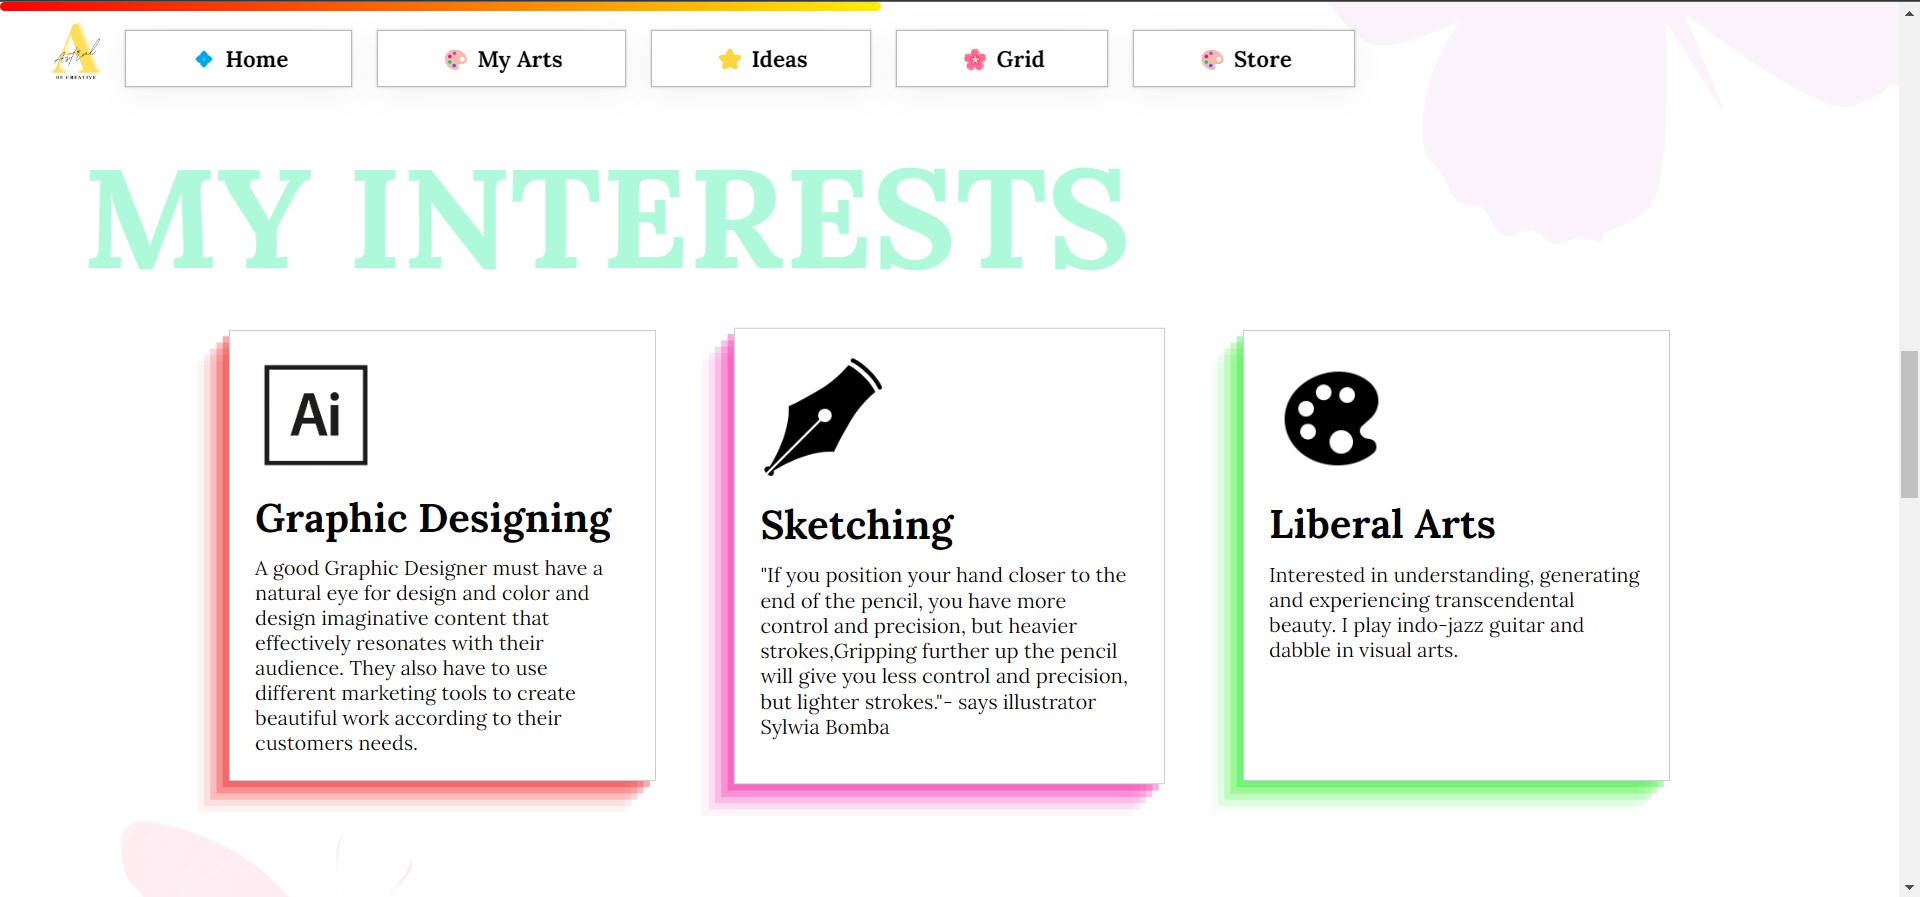 A
Astral
BE CREATIVE
Home
My Arts
Ideas
Grid
Store
MY INTERESTS
Ai
Graphic Designing
A good Graphic Designer must have a
natural eye for design and color and
design imaginative content that
effectively resonates with their
audience. They also have to use
different marketing tools to create
beautiful work according to their
customers needs.
Sketching
"If you position your hand closer to the
end of the pencil, you have more
control and precision, but heavier
strokes,Gripping further up the pencil
will give you less control and precision,
but lighter strokes."- says illustrator
Sylwia Bomba
Liberal Arts
Interested in understanding, generating
and experiencing transcendental
beauty. I play indo-jazz guitar and
dabble in visual arts.